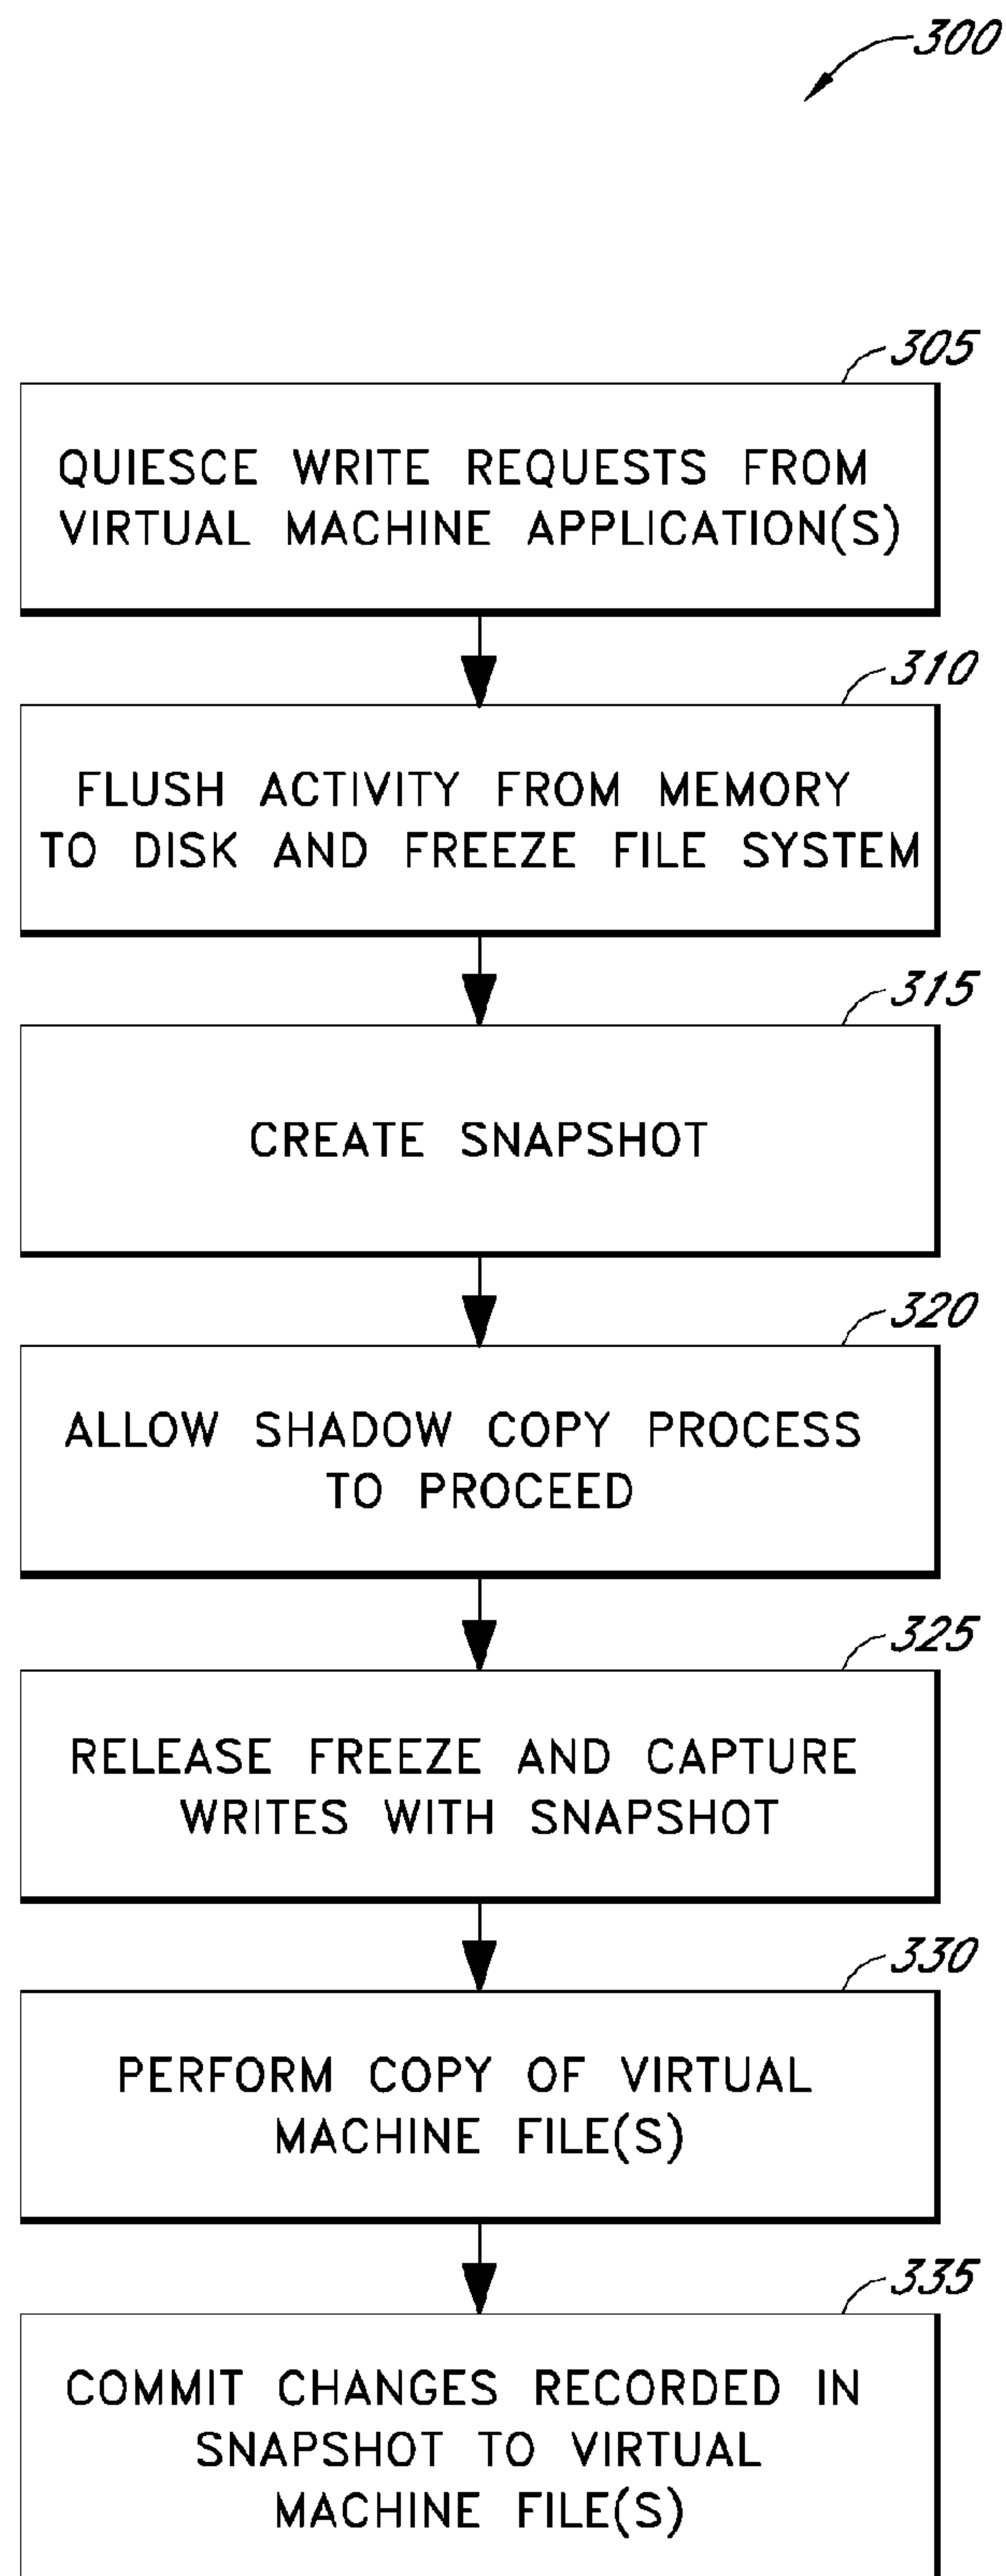 300
305
QUIESCE WRITE REQUESTS FROM
VIRTUAL MACHINE APPLICATION(S)
310
FLUSH ACTIVITY FROM MEMORY
TO DISK AND FREEZE FILE SYSTEM
315
CREATE SNAPSHOT
320
ALLOW SHADOW COPY PROCESS
TO PROCEED
325
RELEASE FREEZE AND CAPTURE
WRITES WITH SNAPSHOT
330
PERFORM COPY OF VIRTUAL
MACHINE FILE(S)
335
COMMIT CHANGES RECORDED IN
SNAPSHOT TO VIRTUAL
MACHINE FILE(S)